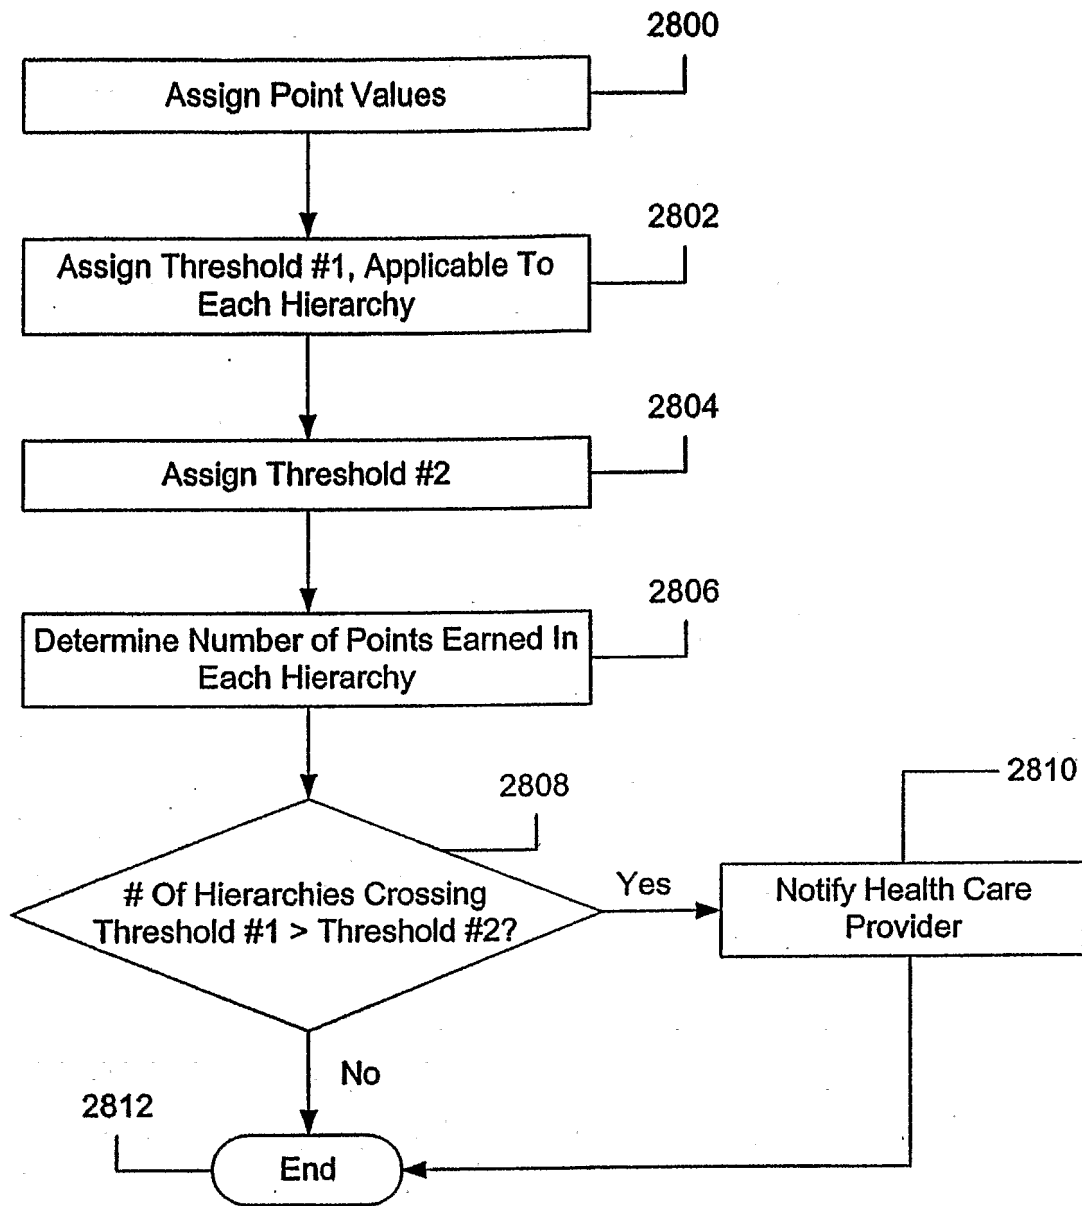 2800
Assign Point Values
2802
Assign Threshold #1, Applicable To
Each Hierarchy
2804
Assign Threshold #2
2806
Determine Number of Points Earned In
Each Hierarchy
2808
# Of Hierarchies Crossing
Threshold #1 > Threshold #2?
Yes
2810
Notify Health Care
Provider
No
2812
End